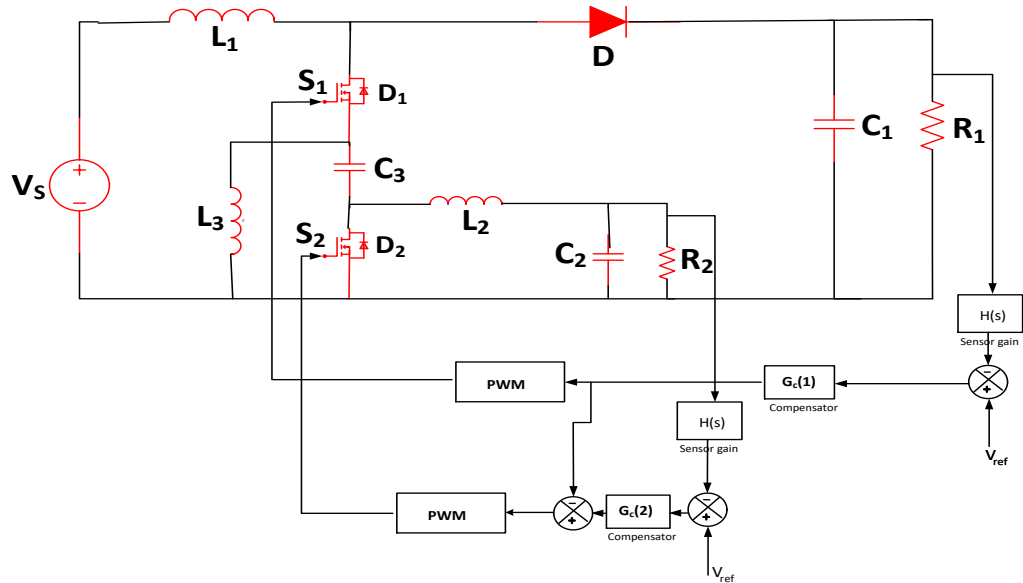 L1
D
S1
D1
C1
R1
VS
C3
L3
L2
S2
D2
C2
R2
H(s)
Sensor gain
PWM
Gc(1)
Compensator
H(s)
Sensor gain
Vref
PWM
Gc(2)
Compensator
Vref